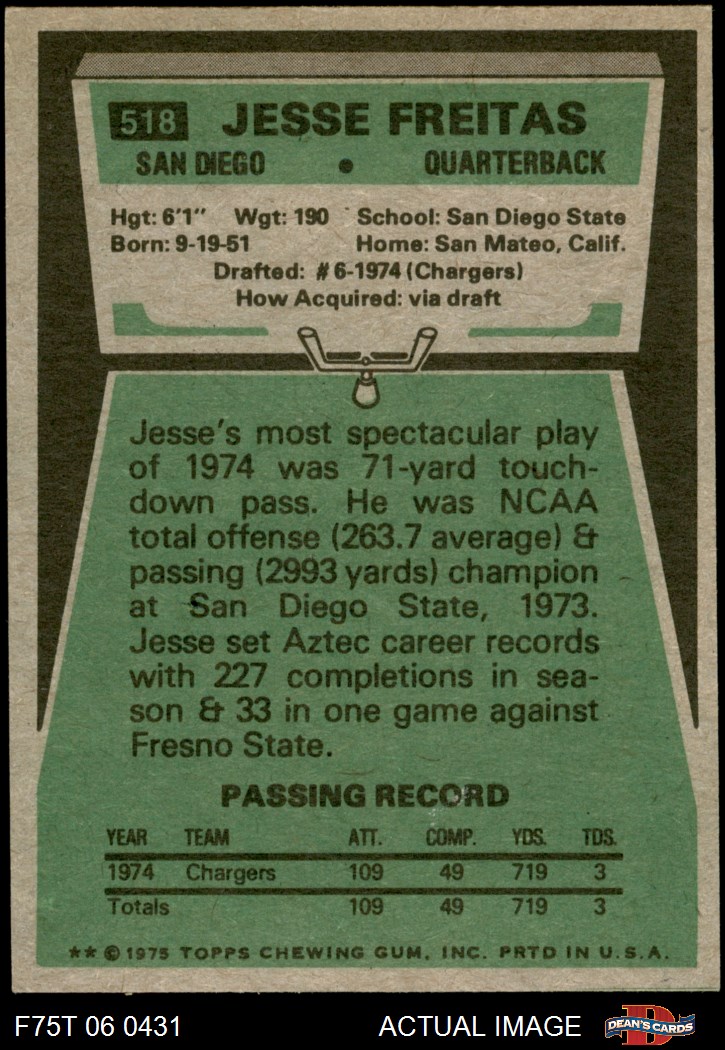 518 JESSE FREITAS
SAN DIEGO • QUARTERBACK
Hgt: 6'1" Wgt: 190 School: San Diego State
Born: 9-19-51 Home: San Mateo, Calif.
Drafted: #6-1974 (Chargers)
How Acquired: via draft
Jesse's most spectacular play
of 1974 was 71-yard touch-
down pass. He was NCAA
total offense (263.7 average) &
passing (2993 yards) champion
at San Diego State, 1973.
Jesse set Aztec career records
with 227 completions in sea-
son & 33 in one game against
Fresno State.
PASSING RECORD
YEAR TEAM ATT. COMP. YDS. TDS.
1974 Chargers 109 49 719 3
Totals 109 49 719 3
** © 1975 TOPPS CHEWING GUM, INC. PRTD IN U.S.A.
F75T 06 0431 ACTUAL IMAGE D DEAN'S CARDS